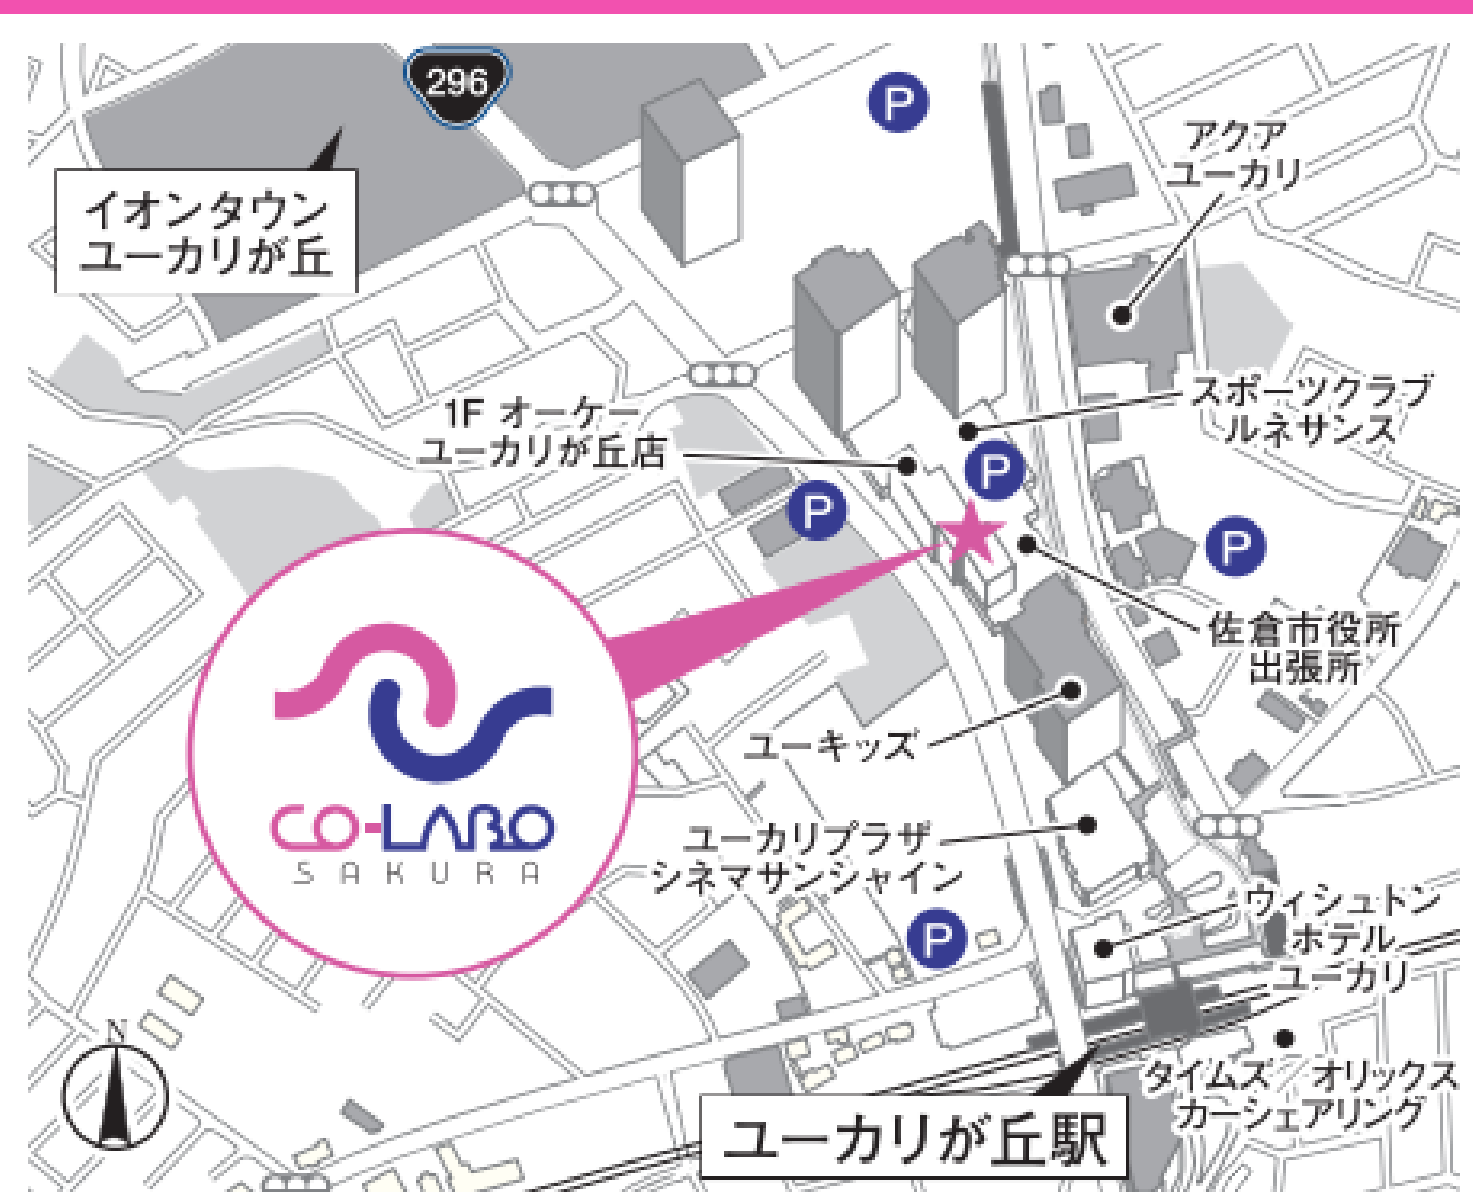 296
P
アクア
ユーカリ
イオンタウン
ユーカリが丘
1F オーケー
ユーカリが丘店
スポーツクラブ
ルネサンス
P
P
P
佐倉市役所
出張所
ユーキッズ
CO-LABO
SAKURA
ユーカリプラザ
シネマサンシャイン
P
ウィシュトン
ホテル
ユーカリ
N
タイムズ／オリックス
カーシェアリング
ユーカリが丘駅